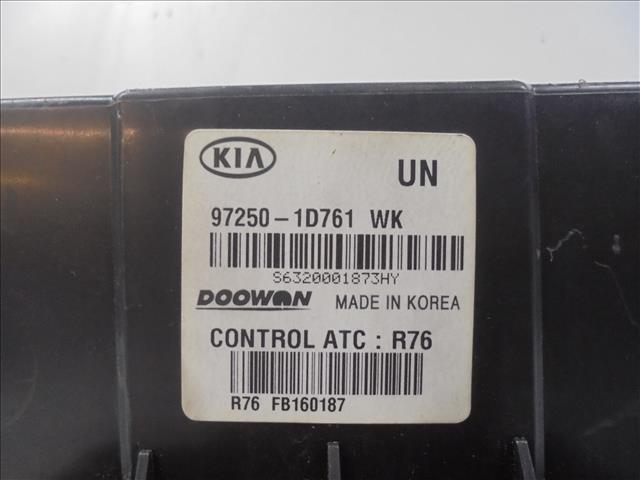 KIA
UN
97250-1D761 WK
S6320001873HY
DOOWON MADE IN KOREA
CONTROL ATC : R76
R76 FB160187